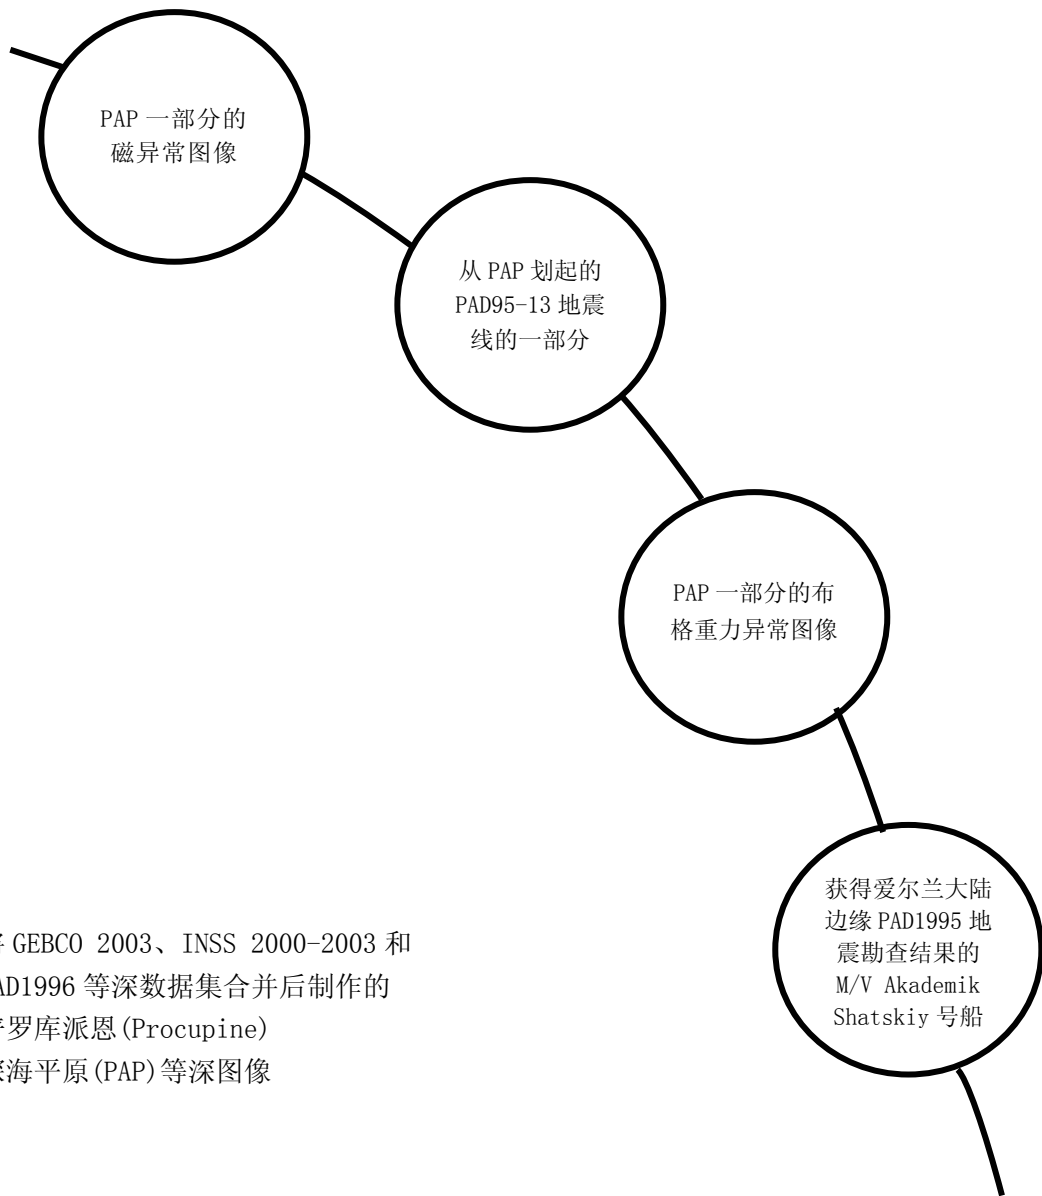 PAP 一部分的
磁异常图像
从 PAP 划起的
PAD95-13 地震
线的一部分
PAP 一部分的布
格重力异常图像
获得爱尔兰大陆
边缘 PAD1995 地
震勘查结果的
M/V Akademik
Shatskiy 号船
GEBCO 2003、INSS 2000-2003 和
AD1996 等深数据集合并后制作的
罗库派恩(Procupine)
海平原(PAP)等深图像